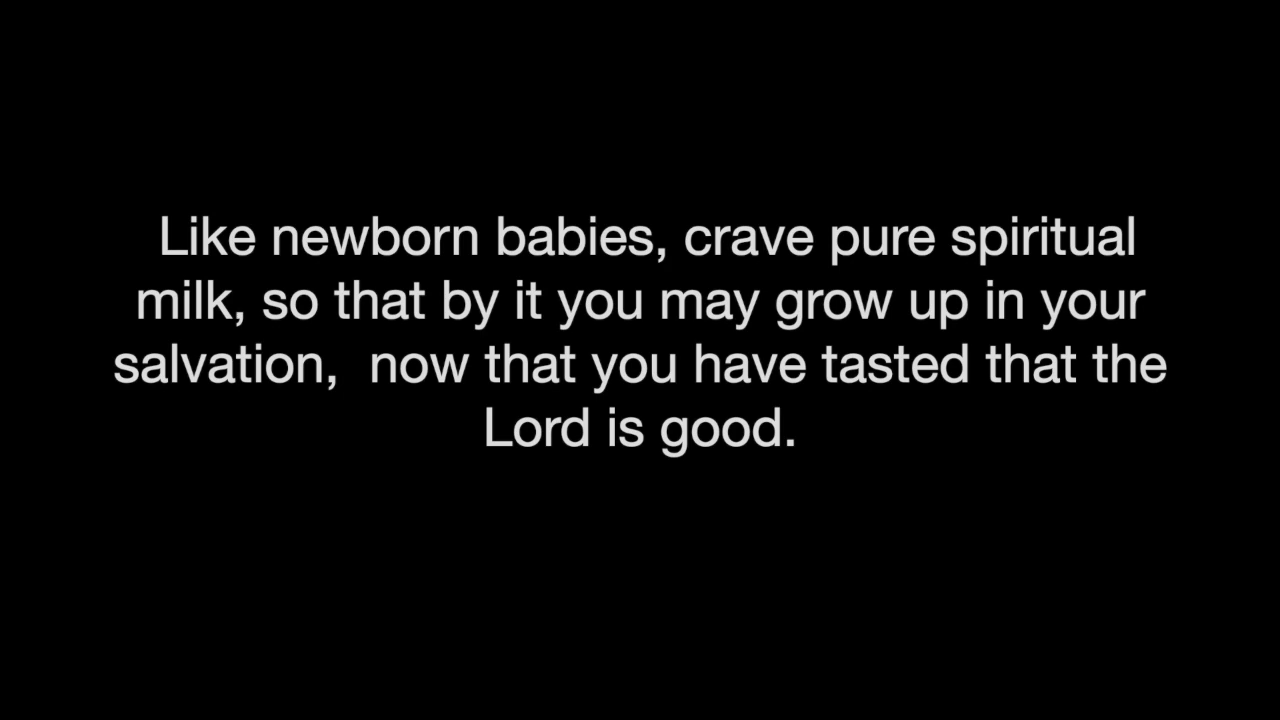 Like newborn babies, crave pure spiritual
milk, so that by it you may grow up in your
salvation,  now that you have tasted that the
Lord is good.